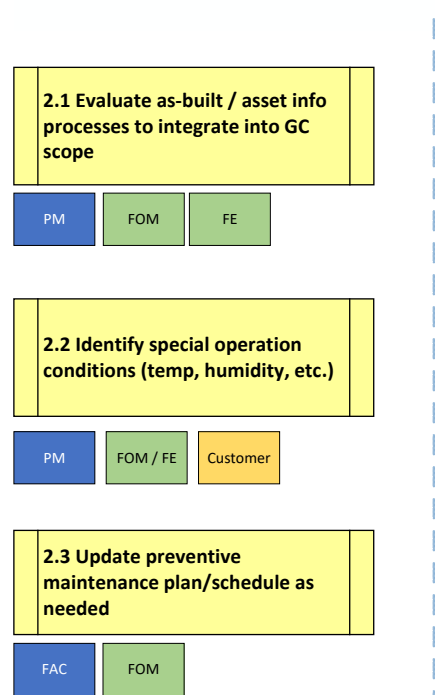 2.1 Evaluate as-built / asset info
processes to integrate into GC
scope
PM FOM FE
2.2 Identify special operation
conditions (temp, humidity, etc.)
PM FOM / FE Customer
2.3 Update preventive
maintenance plan/schedule as
needed
FAC FOM